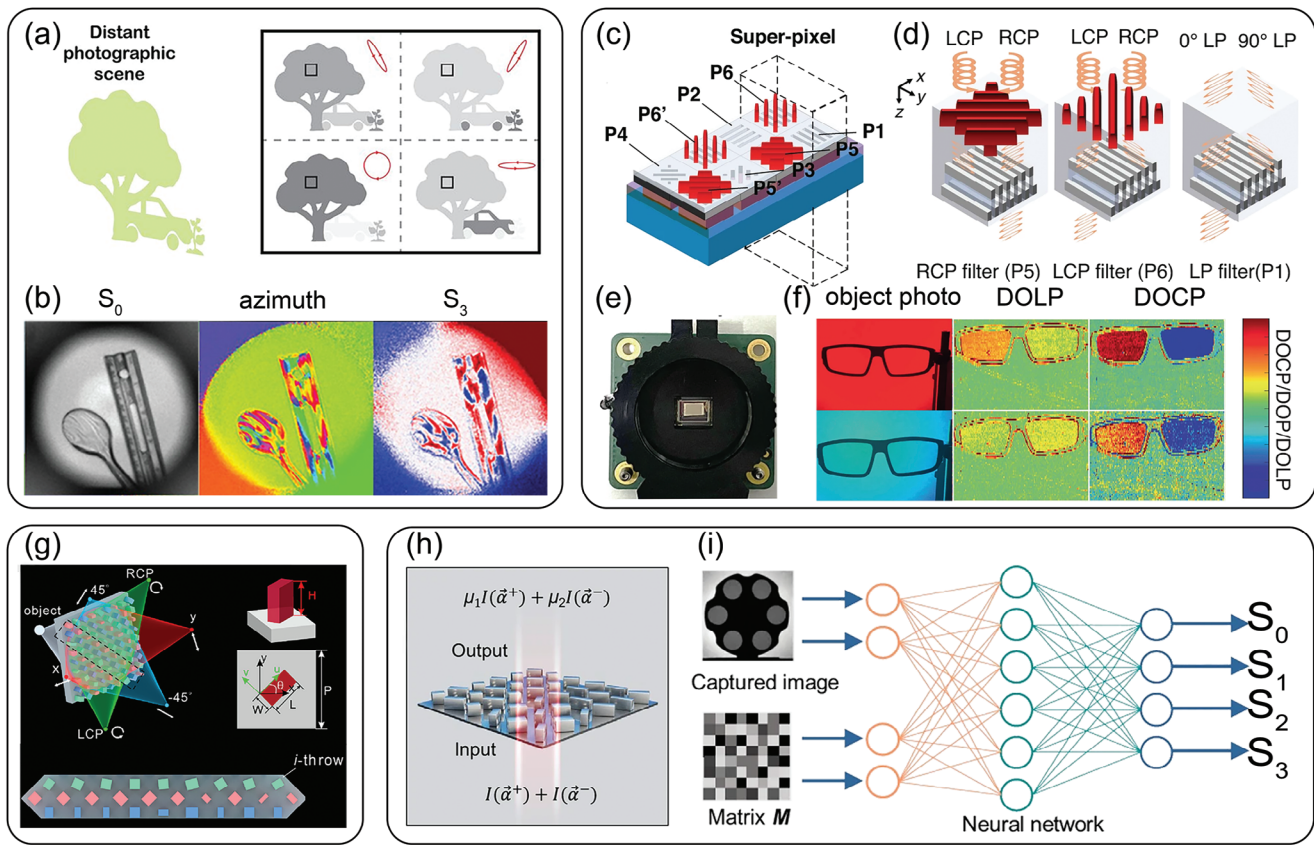 (a)
Distant
photographic
scene
(b)
S0
azimuth
S3
(c)
Super-pixel
P6
P2
P6'
P4
P1
P5
P3
P5'
(d)
LCP RCP
LCP RCP
0° LP 90° LP
x
y
z
RCP filter (P5)
LCP filter (P6)
LP filter(P1)
(e)
(f)
object photo
DOLP
DOCP
DOCP/DOP/DOLP
(g)
RCP
45°
object
y
x
-45°
LCP
H
y
v
u
θ
W
L
P
i-th row
(h)
μ1I(α⃗+) + μ2I(α⃗−)
Output
Input
I(α⃗+) + I(α⃗−)
(i)
Captured image
Matrix M
Neural network
S0
S1
S2
S3